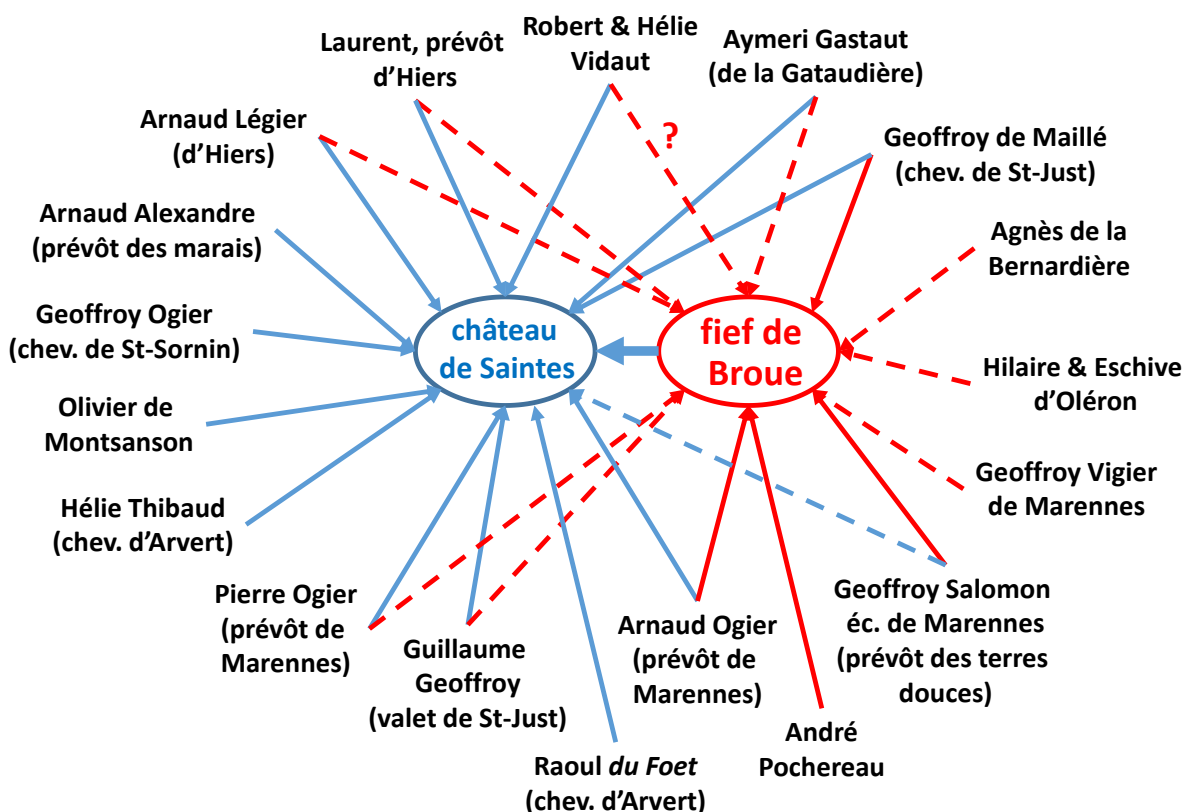 Robert & Hélie
Vidaut
Laurent, prévôt
d'Hiers
Aymeri Gastaut
(de la Gataudière)
Arnaud Légier
(d'Hiers)
?
Geoffroy de Maillé
(chev. de St-Just)
Arnaud Alexandre
(prévôt des marais)
Agnès de la
Bernardière
Geoffroy Ogier
(chev. de St-Sornin)
château
de Saintes
fief de
Broue
Hilaire & Eschive
d'Oléron
Olivier de
Montsanson
Geoffroy Vigier
de Marennes
Hélie Thibaud
(chev. d'Arvert)
Pierre Ogier
(prévôt de
Marennes)
Guillaume
Geoffroy
(valet de St-Just)
Arnaud Ogier
(prévôt de
Marennes)
Geoffroy Salomon
éc. de Marennes
(prévôt des terres
douces)
Raoul du Foet
(chev. d'Arvert)
André
Pochereau